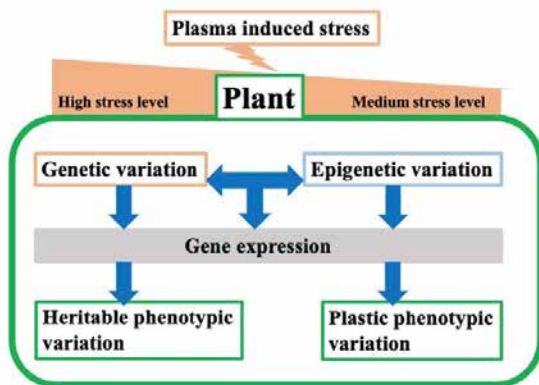 Plasma induced stress
High stress level
Plant
Medium stress level
Genetic variation
Epigenetic variation
Gene expression
Heritable phenotypic
variation
Plastic phenotypic
variation